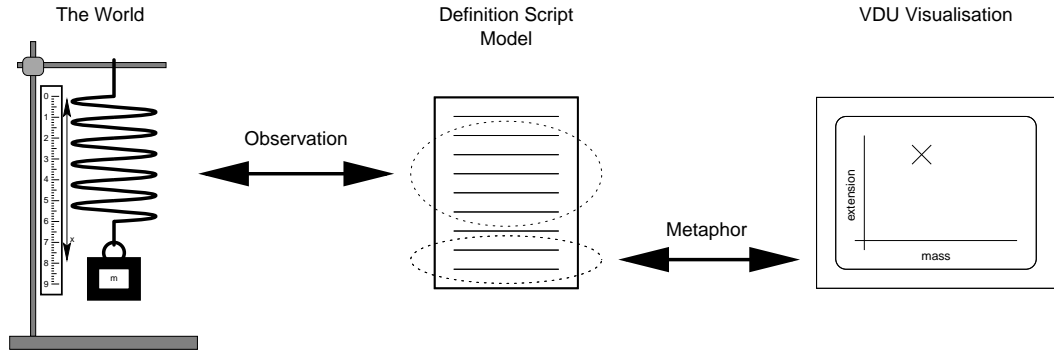 The World
Definition Script
Model
VDU Visualisation
0
1
2
3
4
5
6
7
8
9
x
m
Observation
Metaphor
extension
mass